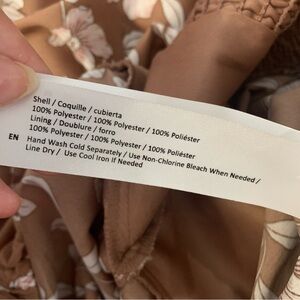 Shell / Coquille / cubierta
100% Polyester / 100% Polyester / 100% Poliéster
Lining / Doublure / forro
100% Polyester / 100% Polyester / 100% Poliéster
EN Hand Wash Cold Separately / Use Non-Chlorine Bleach When Needed /
Line Dry / Use Cool Iron If Needed